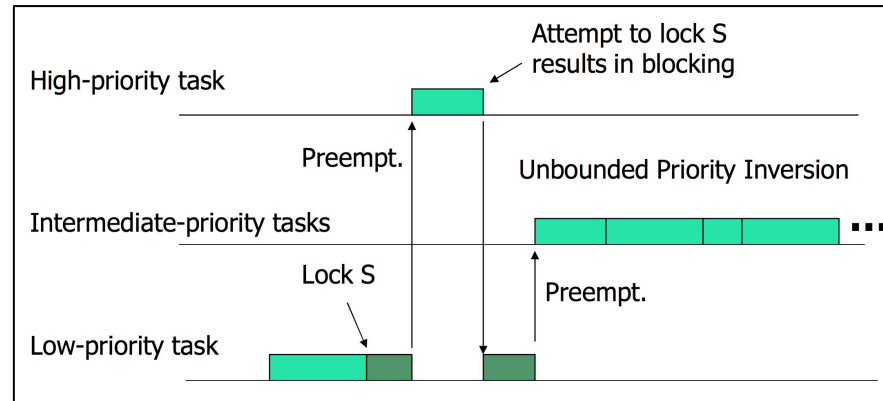 Attempt to lock S
results in blocking
High-priority task
Preempt.
Unbounded Priority Inversion
Intermediate-priority tasks
Lock S
Preempt.
Low-priority task